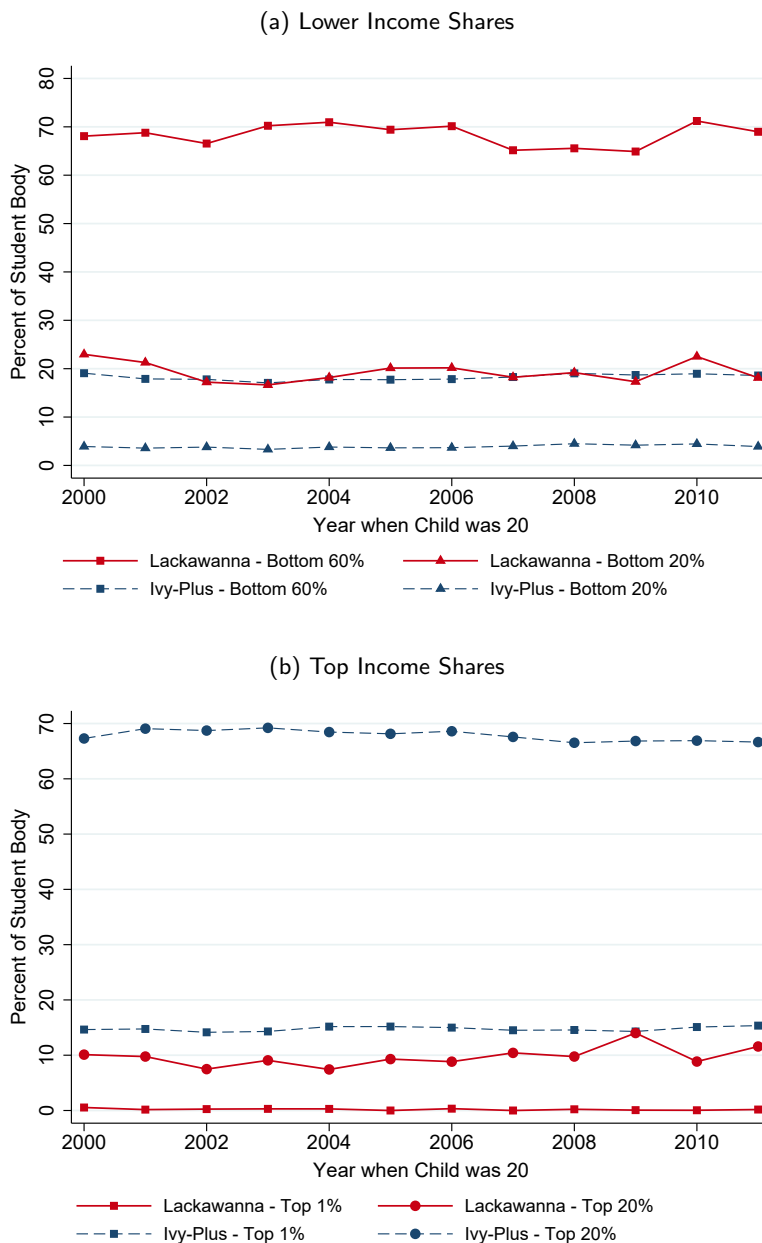 (a) Lower Income Shares
Percent of Student Body
80
70
60
50
40
30
20
10
0
2000 2002 2004 2006 2008 2010
Year when Child was 20
Lackawanna - Bottom 60% Lackawanna - Bottom 20%
Ivy-Plus - Bottom 60% Ivy-Plus - Bottom 20%
(b) Top Income Shares
Percent of Student Body
70
60
50
40
30
20
10
0
2000 2002 2004 2006 2008 2010
Year when Child was 20
Lackawanna - Top 1% Lackawanna - Top 20%
Ivy-Plus - Top 1% Ivy-Plus - Top 20%